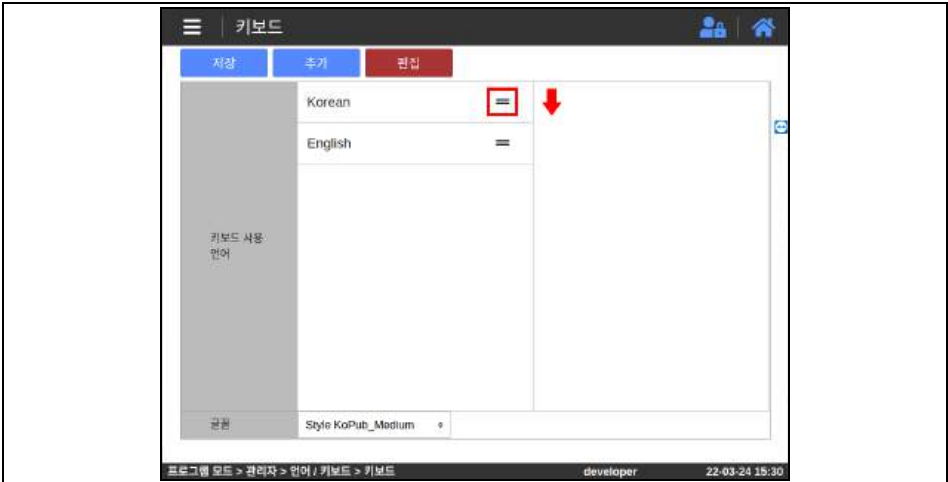 키보드
저장
추가
편집
Korean
English
키보드 사용
언어
글꼴
Style KoPub_Medium
프로그램 모드 > 관리자 > 언어 / 키보드 > 키보드
developer
22-03-24 15:30